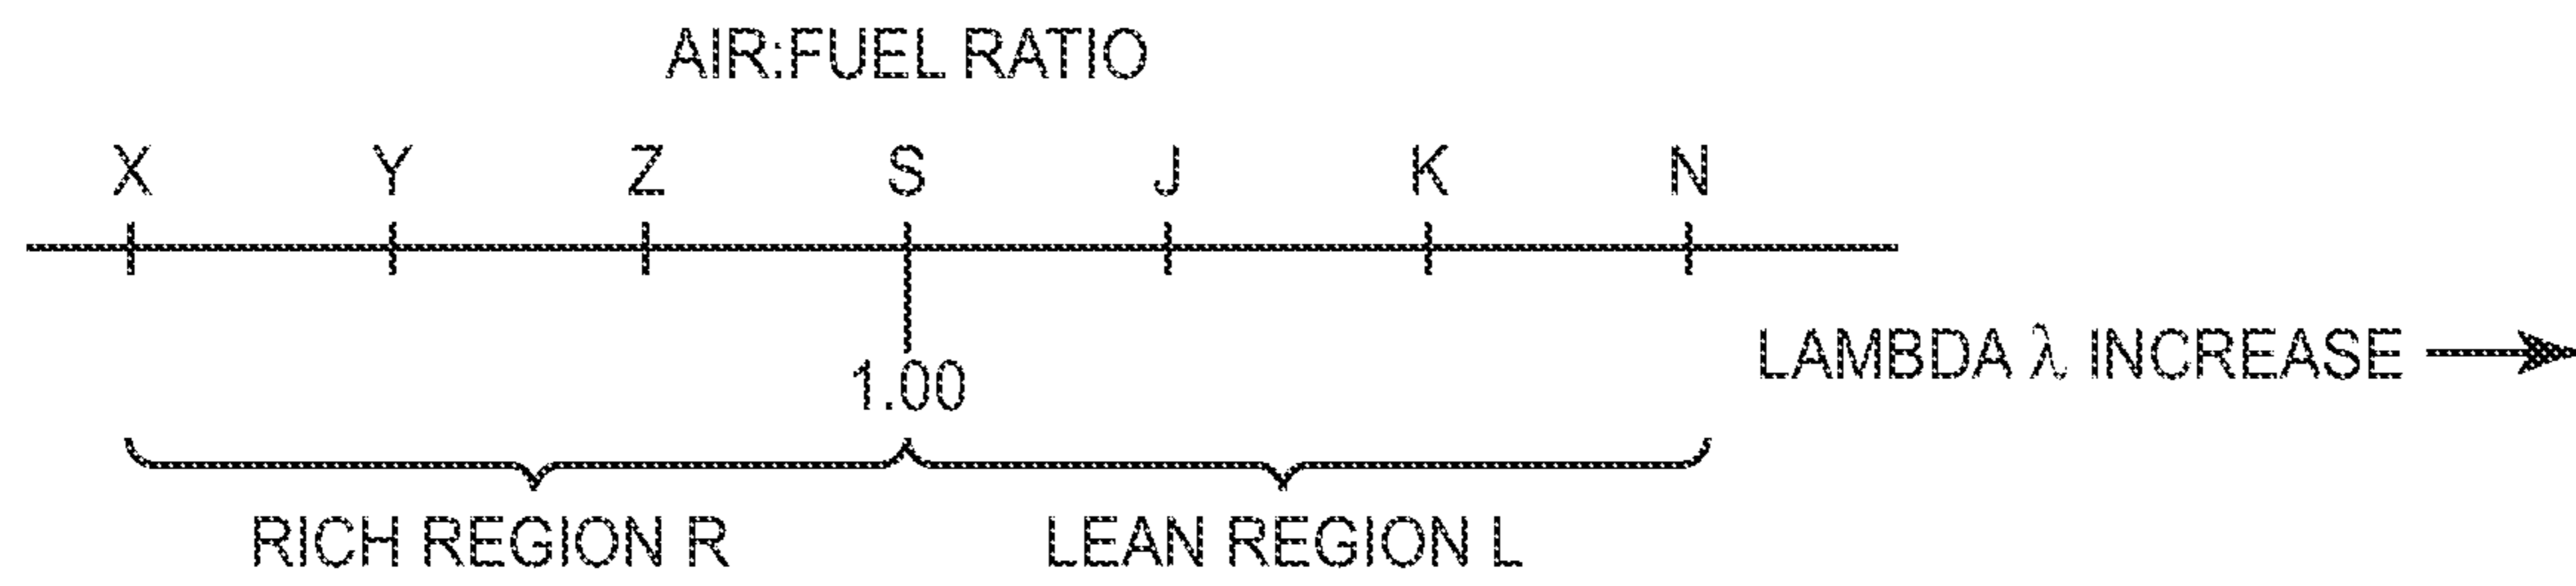 AIR:FUEL RATIO
X Y Z S J K N
LAMBDA λ INCREASE
1.00
RICH REGION R LEAN REGION L